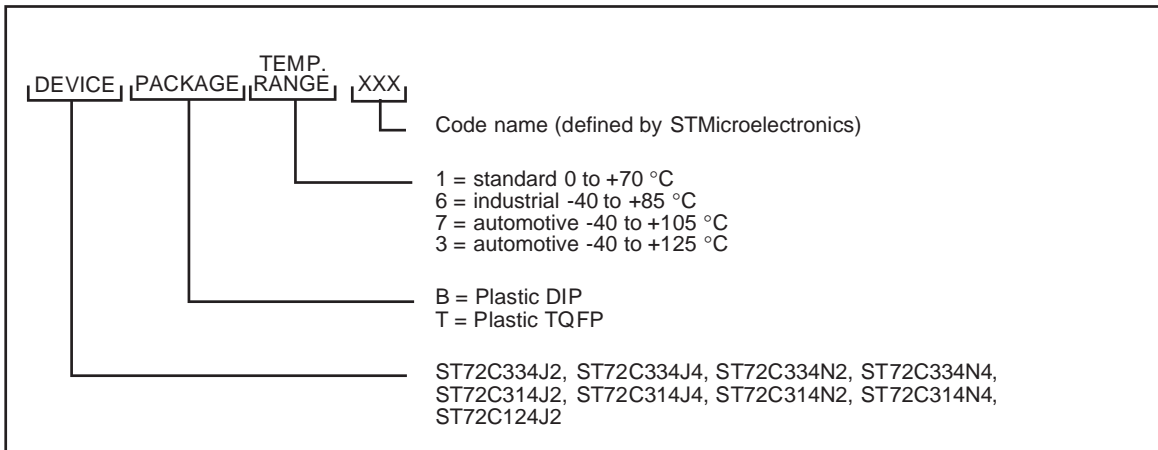 TEMP.
DEVICE PACKAGE RANGE XXX
Code name (defined by STMicroelectronics)
1 = standard 0 to +70 °C
6 = industrial -40 to +85 °C
7 = automotive -40 to +105 °C
3 = automotive -40 to +125 °C
B = Plastic DIP
T = Plastic TQFP
ST72C334J2, ST72C334J4, ST72C334N2, ST72C334N4,
ST72C314J2, ST72C314J4, ST72C314N2, ST72C314N4,
ST72C124J2